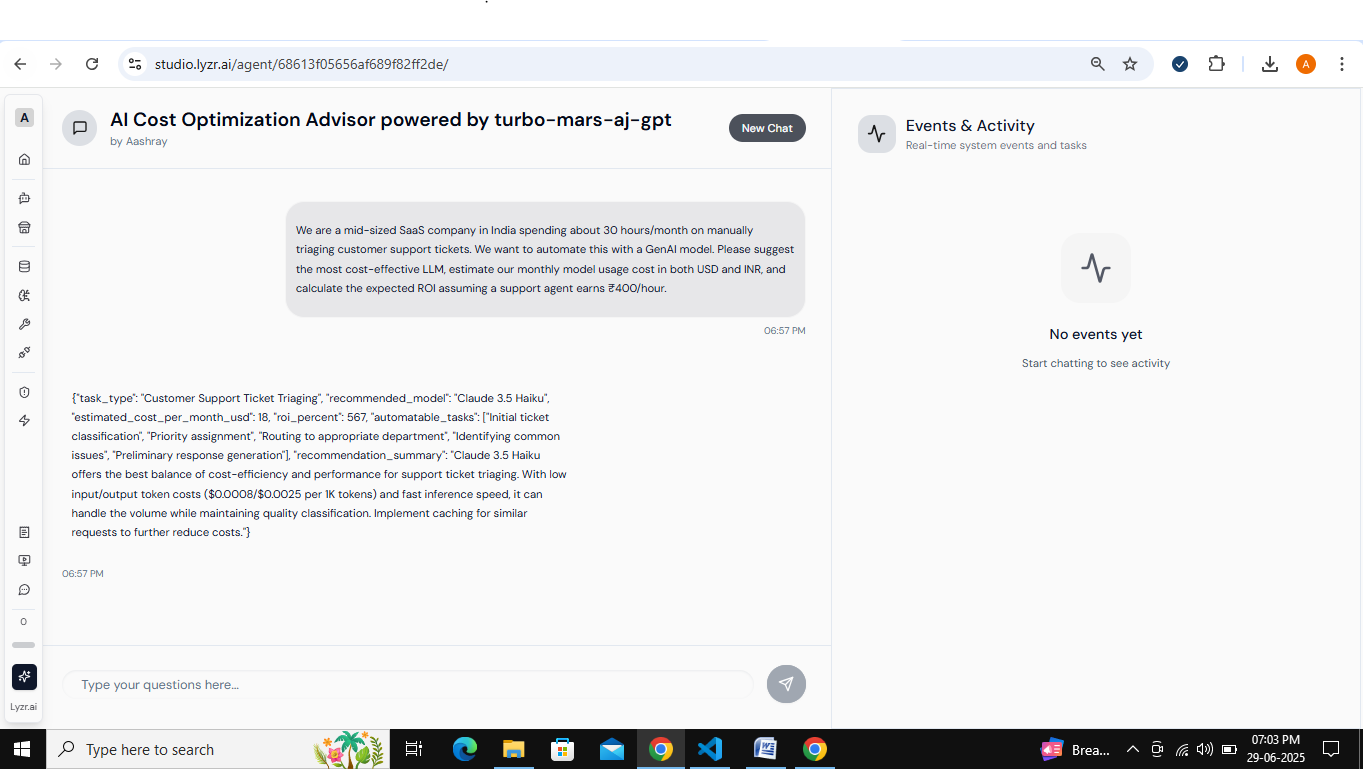 studio.lyzr.ai/agent/68613f05656af689f82ff2de/
A
A
AI Cost Optimization Advisor powered by turbo-mars-aj-gpt
by Aashray
New Chat
Events & Activity
Real-time system events and tasks
We are a mid-sized SaaS company in India spending about 30 hours/month on manually
triaging customer support tickets. We want to automate this with a GenAI model. Please suggest
the most cost-effective LLM, estimate our monthly model usage cost in both USD and INR, and
calculate the expected ROI assuming a support agent earns ₹400/hour.
06:57 PM
No events yet
Start chatting to see activity
{"task_type": "Customer Support Ticket Triaging", "recommended_model": "Claude 3.5 Haiku",
"estimated_cost_per_month_usd": 18, "roi_percent": 567, "automatable_tasks": ["Initial ticket
classification", "Priority assignment", "Routing to appropriate department", "Identifying common
issues", "Preliminary response generation"], "recommendation_summary": "Claude 3.5 Haiku
offers the best balance of cost-efficiency and performance for support ticket triaging. With low
input/output token costs ($0.0008/$0.0025 per 1K tokens) and fast inference speed, it can
handle the volume while maintaining quality classification. Implement caching for similar
requests to further reduce costs."}
06:57 PM
0
Type your questions here...
Lyzr.ai
Type here to search
Brea...
07:03 PM
29-06-2025